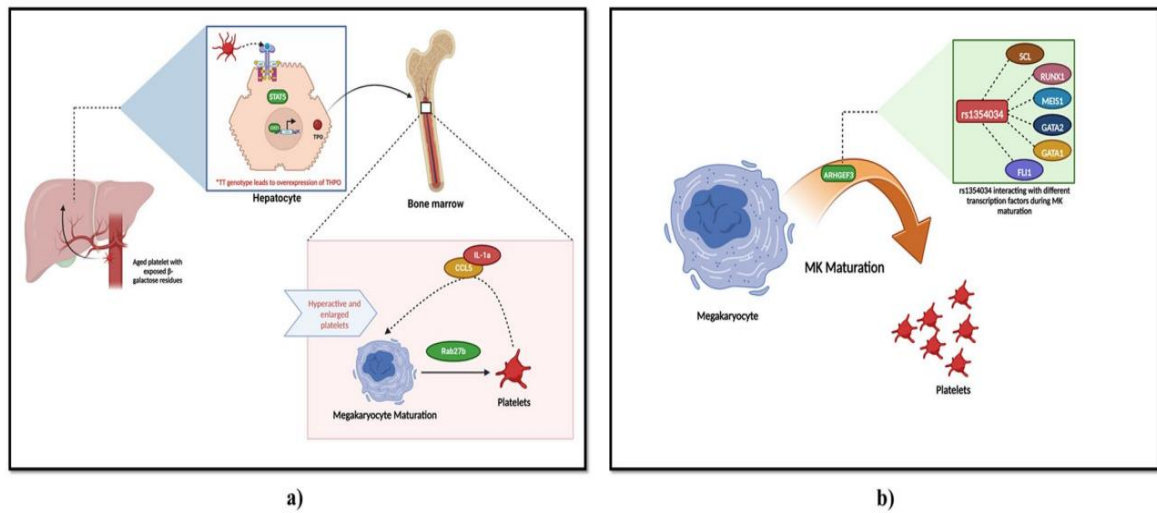 STAT5
TPO
*TT genotype leads to overexpression of THPO
Hepatocyte
Bone marrow
Aged platelet with
exposed β-
galactose residues
IL-1a
CCL5
Hyperactive and
enlarged
platelets
Rab27b
Megakaryocyte Maturation
Platelets
a)
SCL
RUNX1
MEIS1
rs1354034
GATA2
GATA1
FLI1
rs1354034 interacting with different
transcription factors during MK
maturation
ARHGEF3
MK Maturation
Megakaryocyte
Platelets
b)